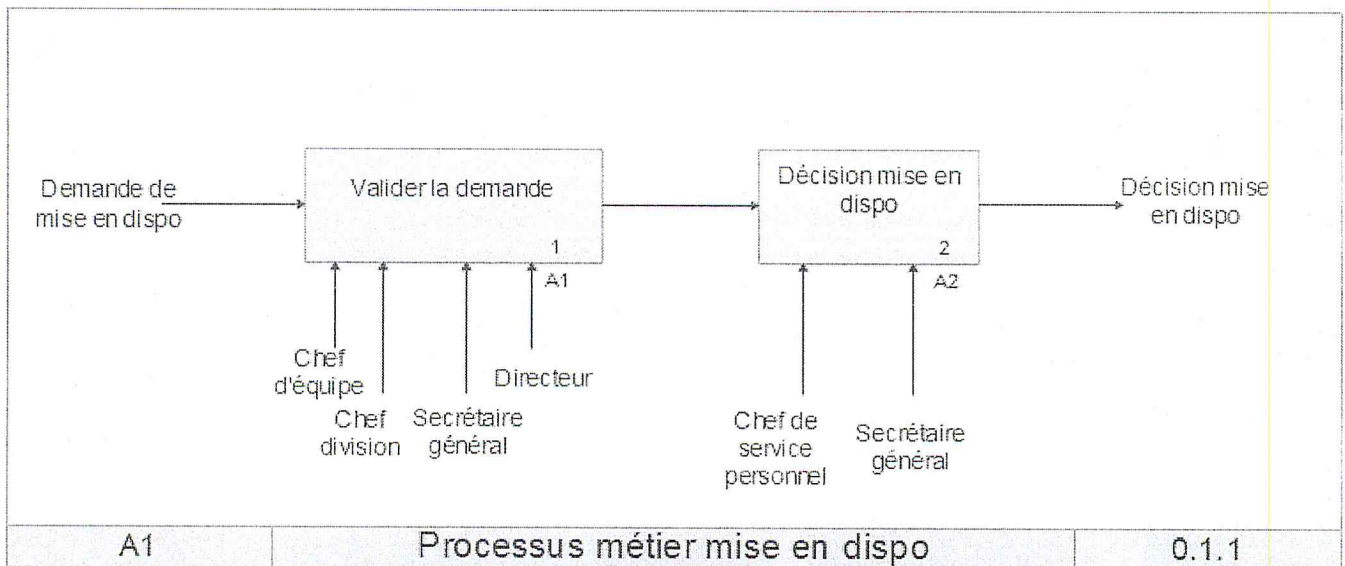 Demande de
mise en dispo
Valider la demande
1
A1
Décision mise en
dispo
2
A2
Décision mise
en dispo
Chef
d'équipe
Chef
division
Secrétaire
général
Directeur
Chef de
service
personnel
Secrétaire
général
A1
Processus métier mise en dispo
0.1.1